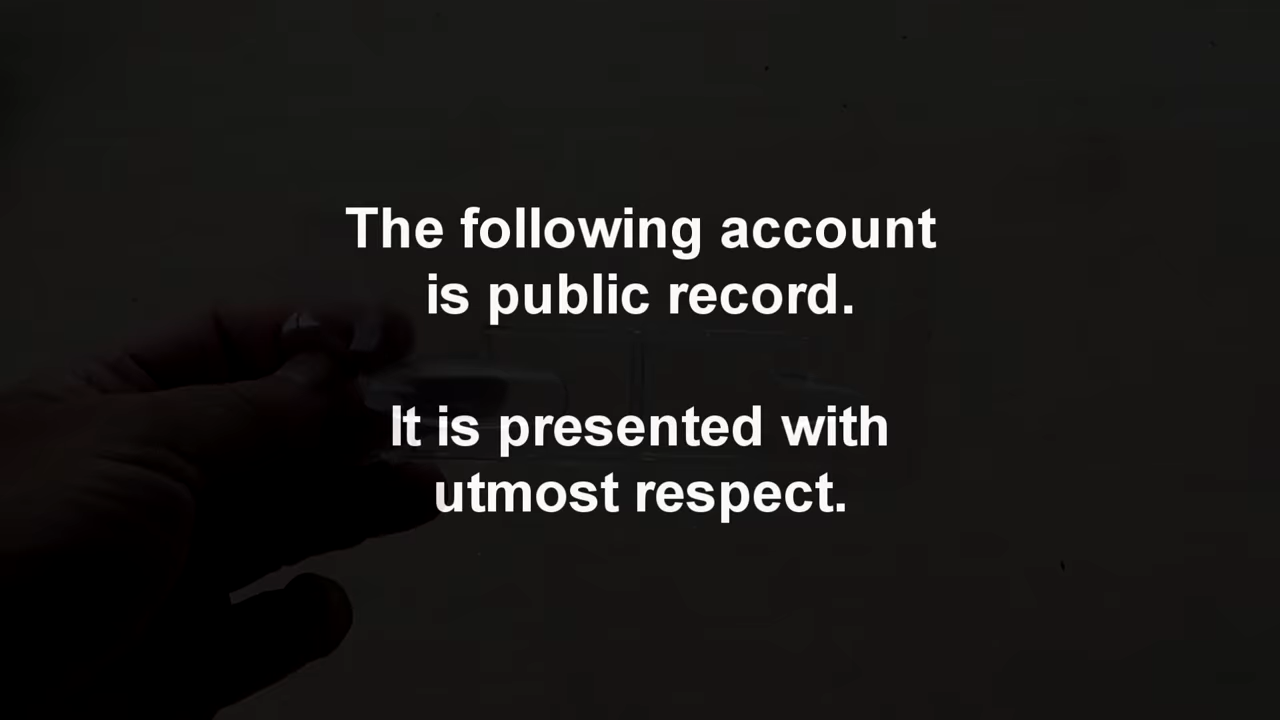 The following account
is public record.
It is presented with
utmost respect.